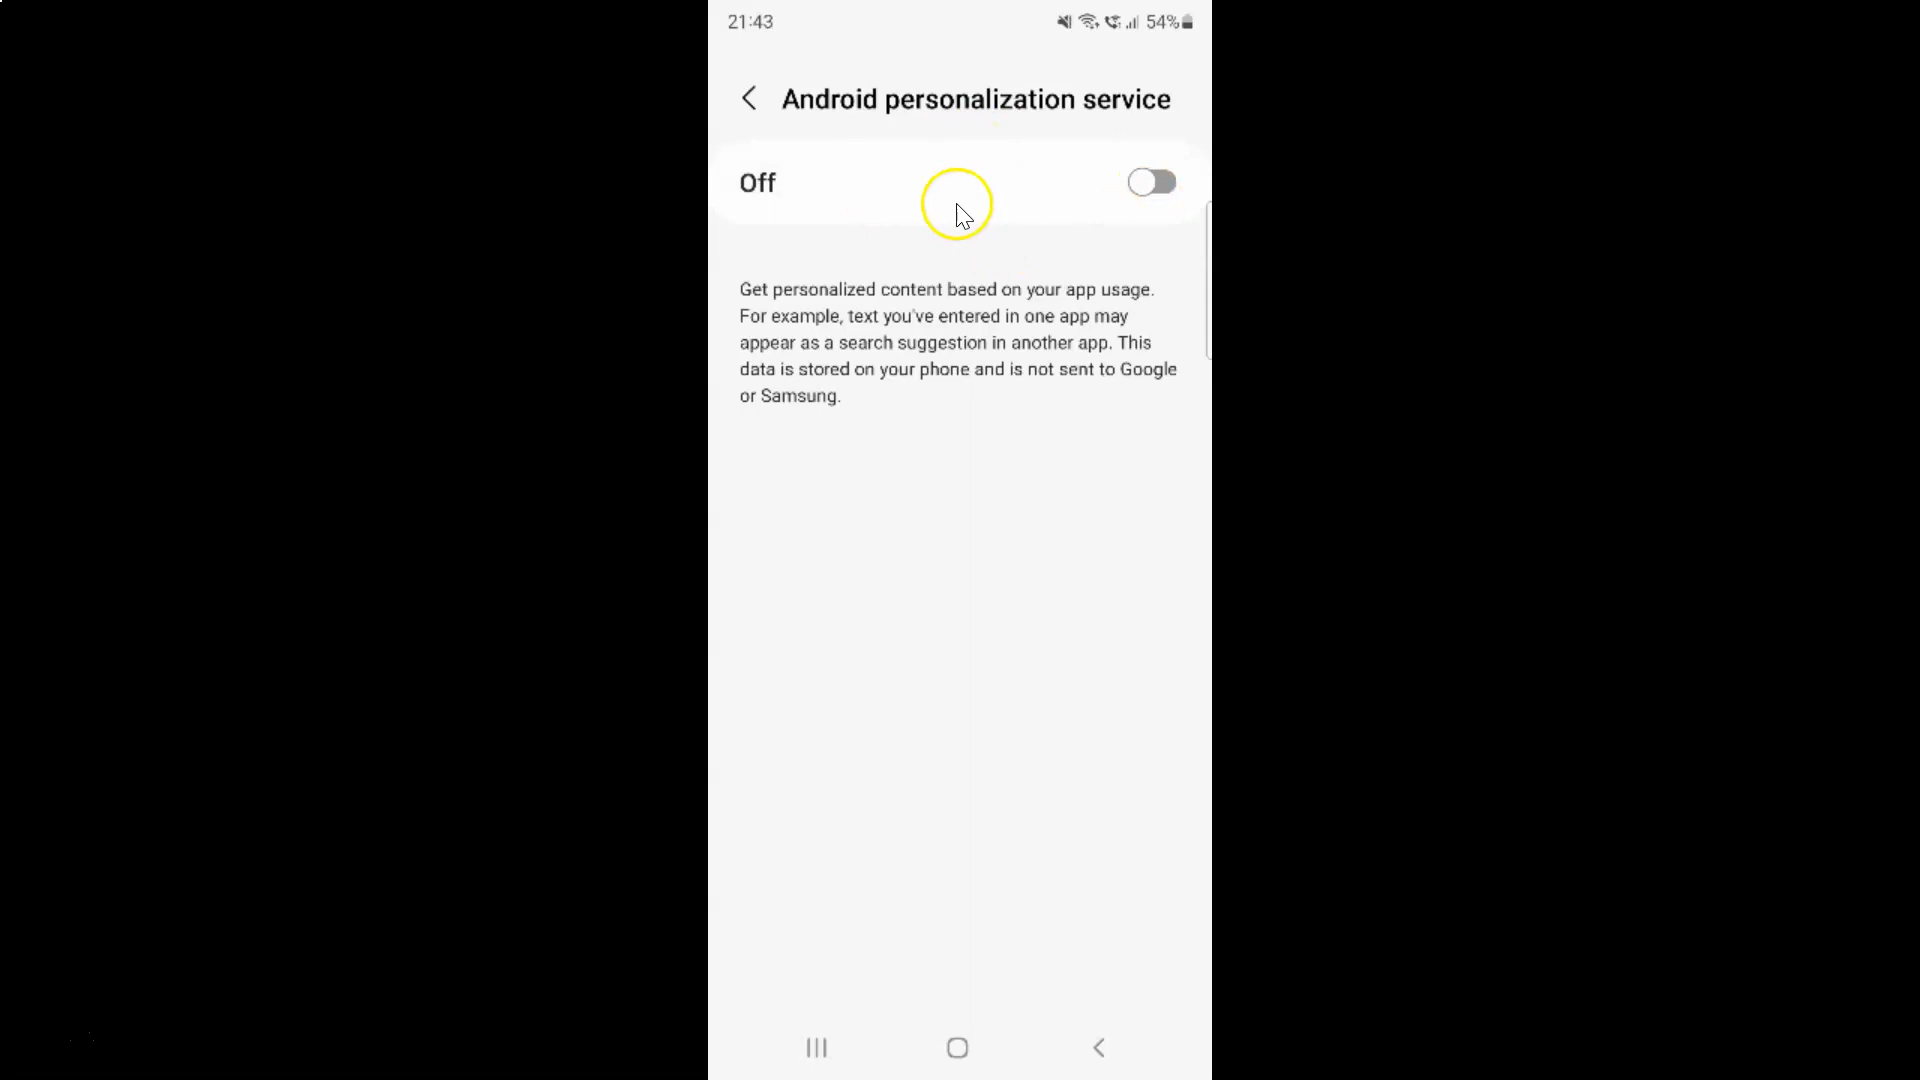 21:43
54%
Android personalization service
Off
Get personalized content based on your app usage.
For example, text you've entered in one app may
appear as a search suggestion in another app. This
data is stored on your phone and is not sent to Google
or Samsung.